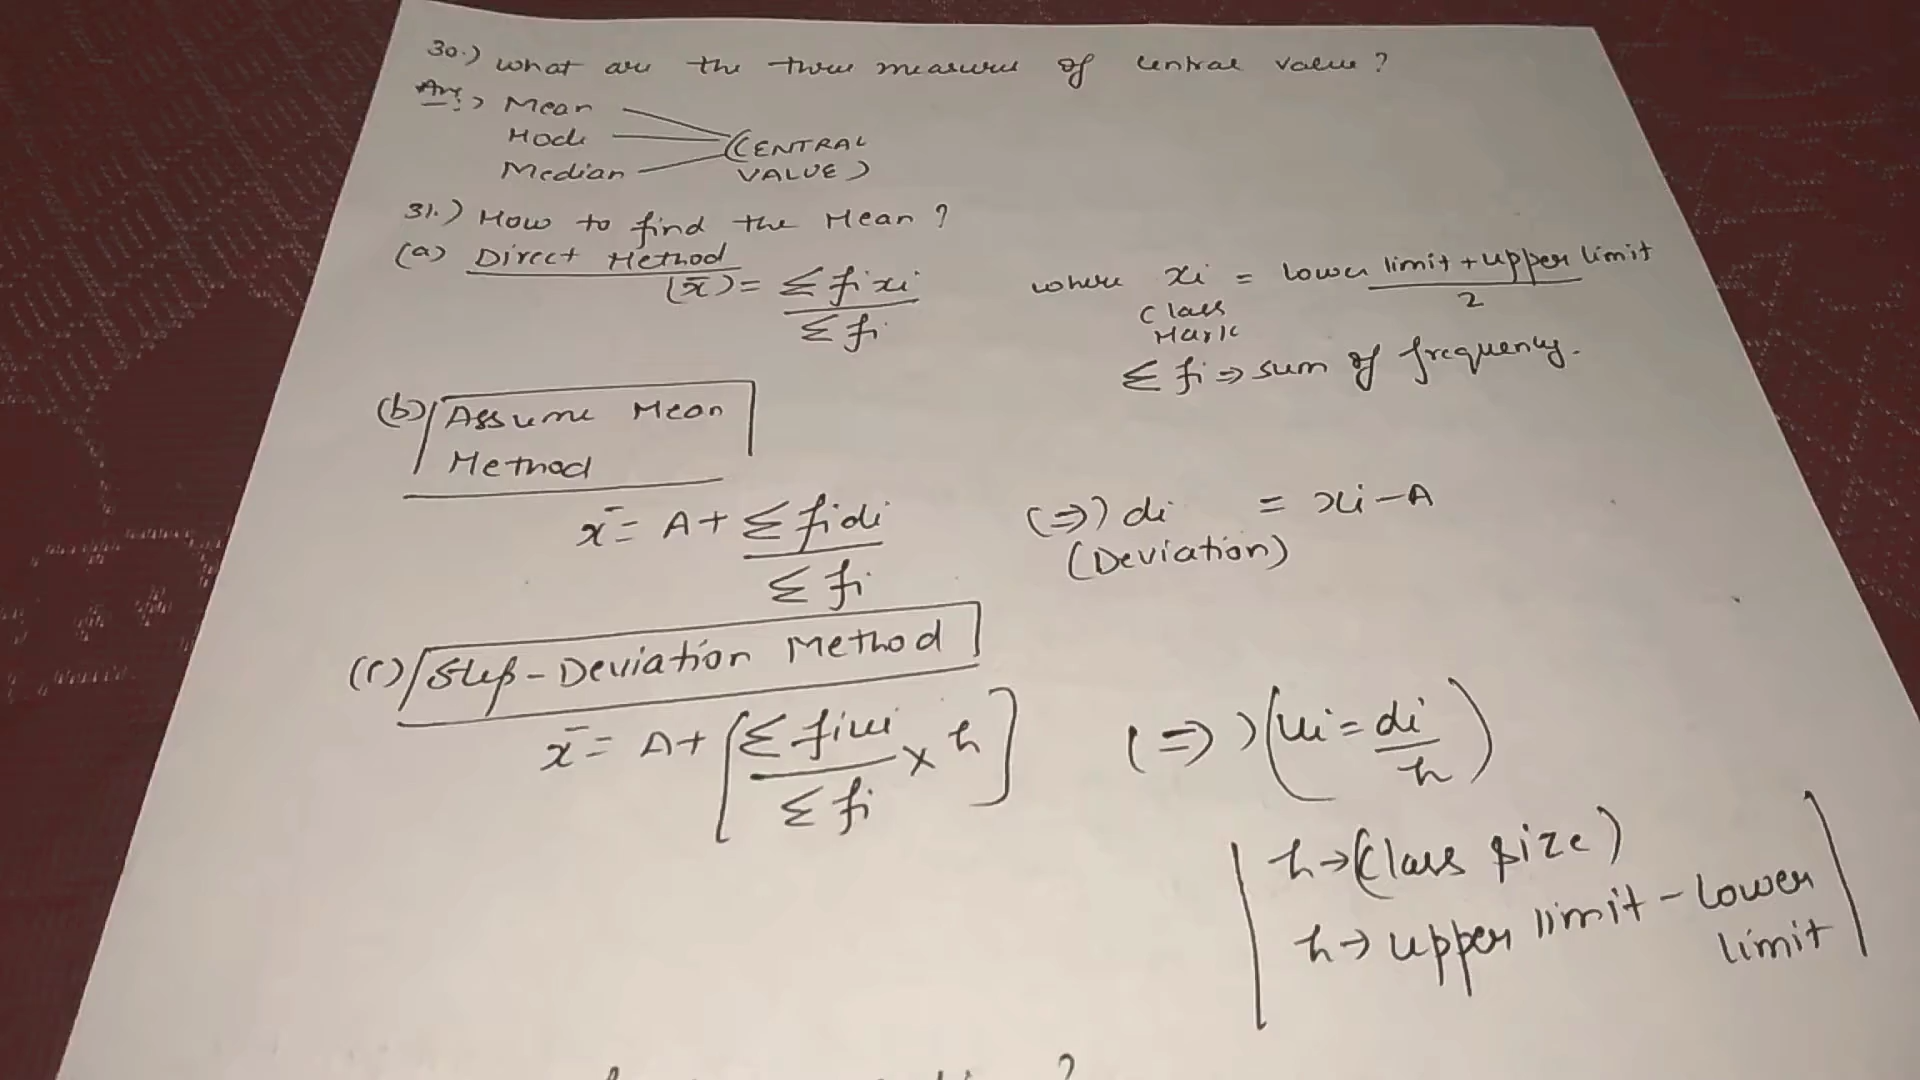 30.) What are the three measures of central value?
Ans:> Mean
Mode
Median
(CENTRAL
VALUE)
31.) How to find the Mean?
(a) Direct Method
(x̄) = Σfixi / Σfi
where xi = lower limit + upper limit / 2
Class
Mark
Σfi ⇒ sum of frequency.
(b) Assume Mean
Method
x̄ = A + Σfidi / Σfi
(⇒) di = xi - A
(Deviation)
(c) Step-Deviation Method
x̄ = A + [Σfiui / Σfi × h]
(⇒) (ui = di / h)
h → (Class size)
h → upper limit - lower
limit